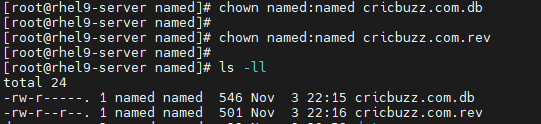 [root@rhel9-server named]# chown named:named cricbuzz.com.db
[root@rhel9-server named]#
[root@rhel9-server named]# chown named:named cricbuzz.com.rev
[root@rhel9-server named]#
[root@rhel9-server named]# ls -ll
total 24
-rw-r-----. 1 named named  546 Nov  3 22:15 cricbuzz.com.db
-rw-r--r--. 1 named named  501 Nov  3 22:16 cricbuzz.com.rev